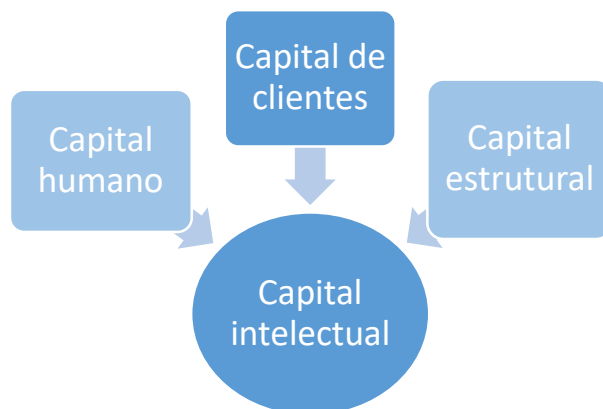 Capital de
clientes
Capital
humano
Capital
estrutural
Capital
intelectual